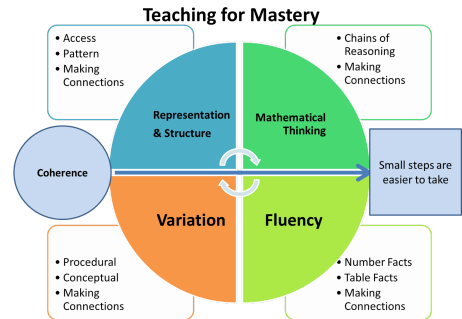 Teaching for Mastery
• Access
• Pattern
• Making
Connections
• Chains of
Reasoning
• Making
Connections
Representation
& Structure
Mathematical
Thinking
Coherence
Small steps are
easier to take
Variation
Fluency
• Procedural
• Conceptual
• Making
Connections
• Number Facts
• Table Facts
• Making
Connections